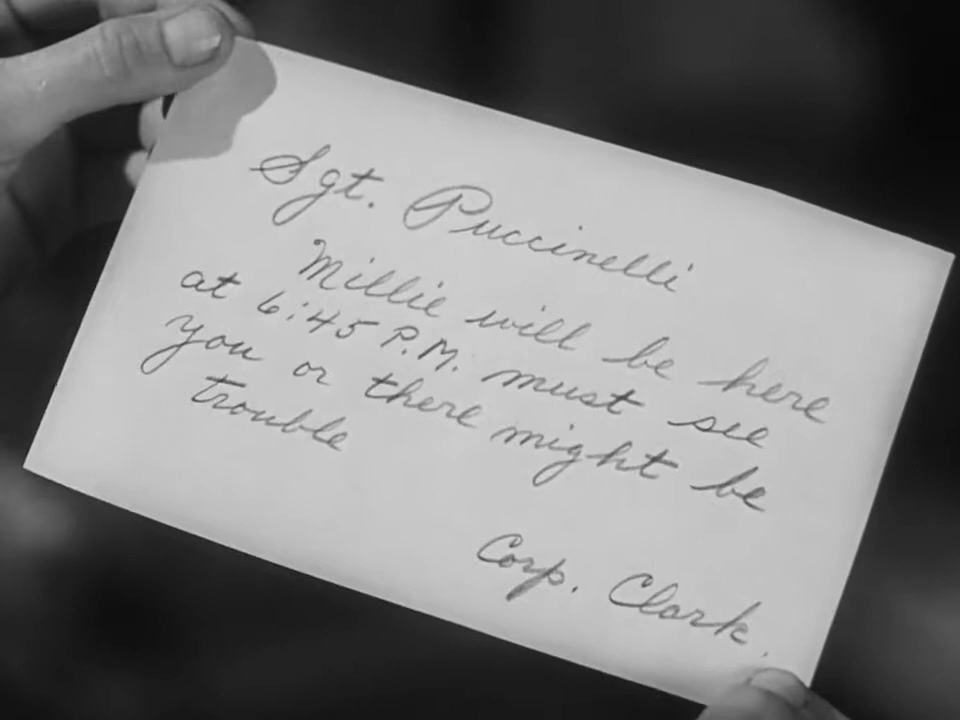 Sgt. Puccinelli
Millie will be here
at 6:45 P.M. must see
you or there might be
trouble
Corp. Clark.